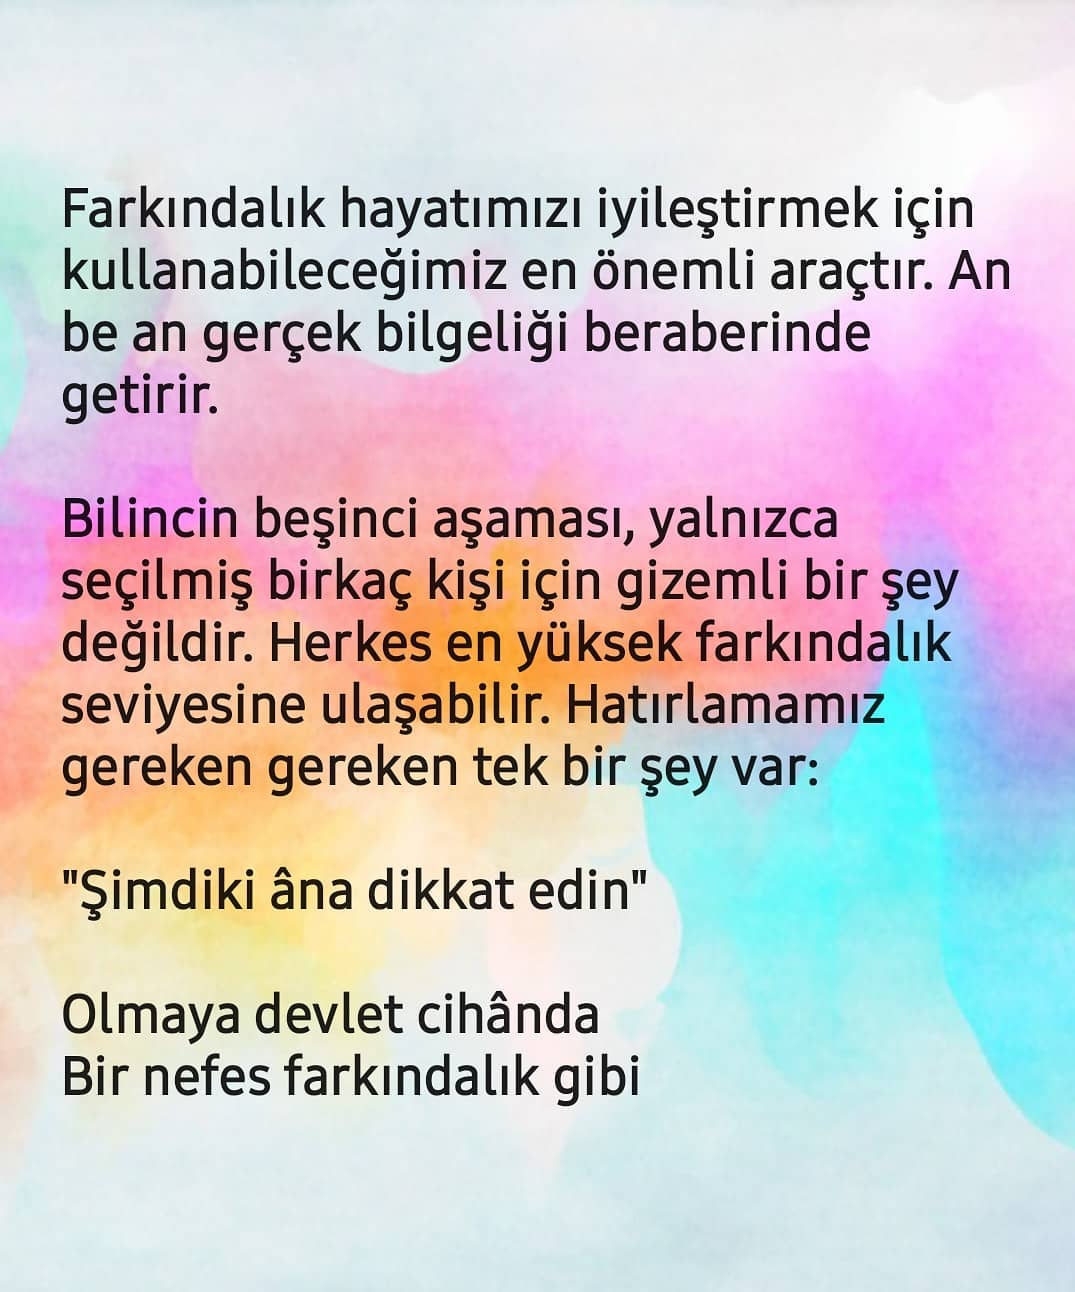 Farkındalık hayatımızı iyileştirmek için
kullanabileceğimiz en önemli araçtır. An
be an gerçek bilgeliği beraberinde
getirir.
Bilincin beşinci aşaması, yalnızca
seçilmiş birkaç kişi için gizemli bir şey
değildir. Herkes en yüksek farkındalık
seviyesine ulaşabilir. Hatırlamamız
gereken gereken tek bir şey var:
"Şimdiki âna dikkat edin"
Olmaya devlet cihânda
Bir nefes farkındalık gibi